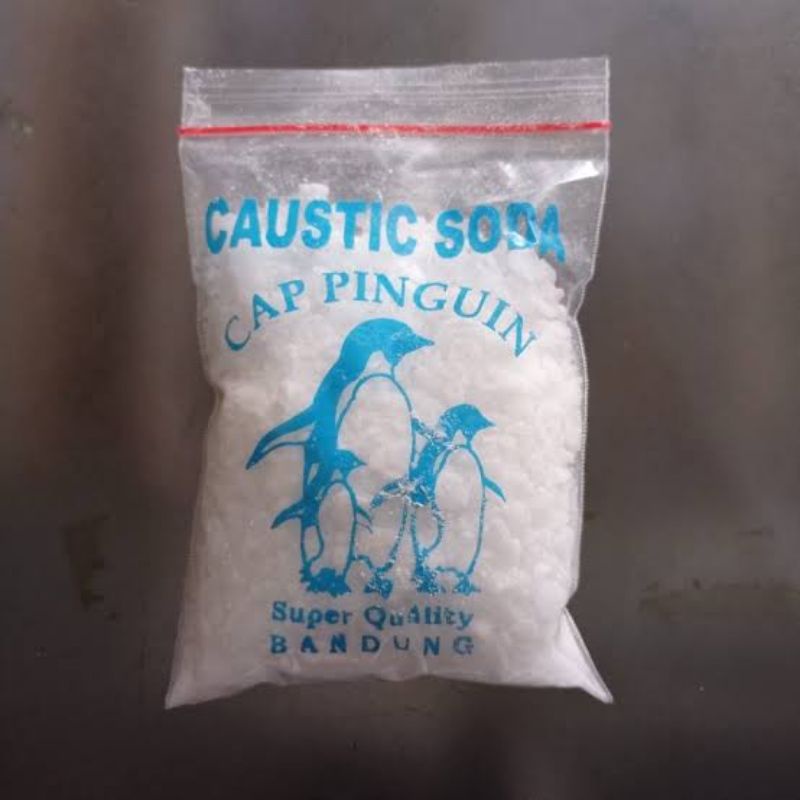 CAUSTIC SODA
CAP PINGUIN
Super Quality
BANDUNG